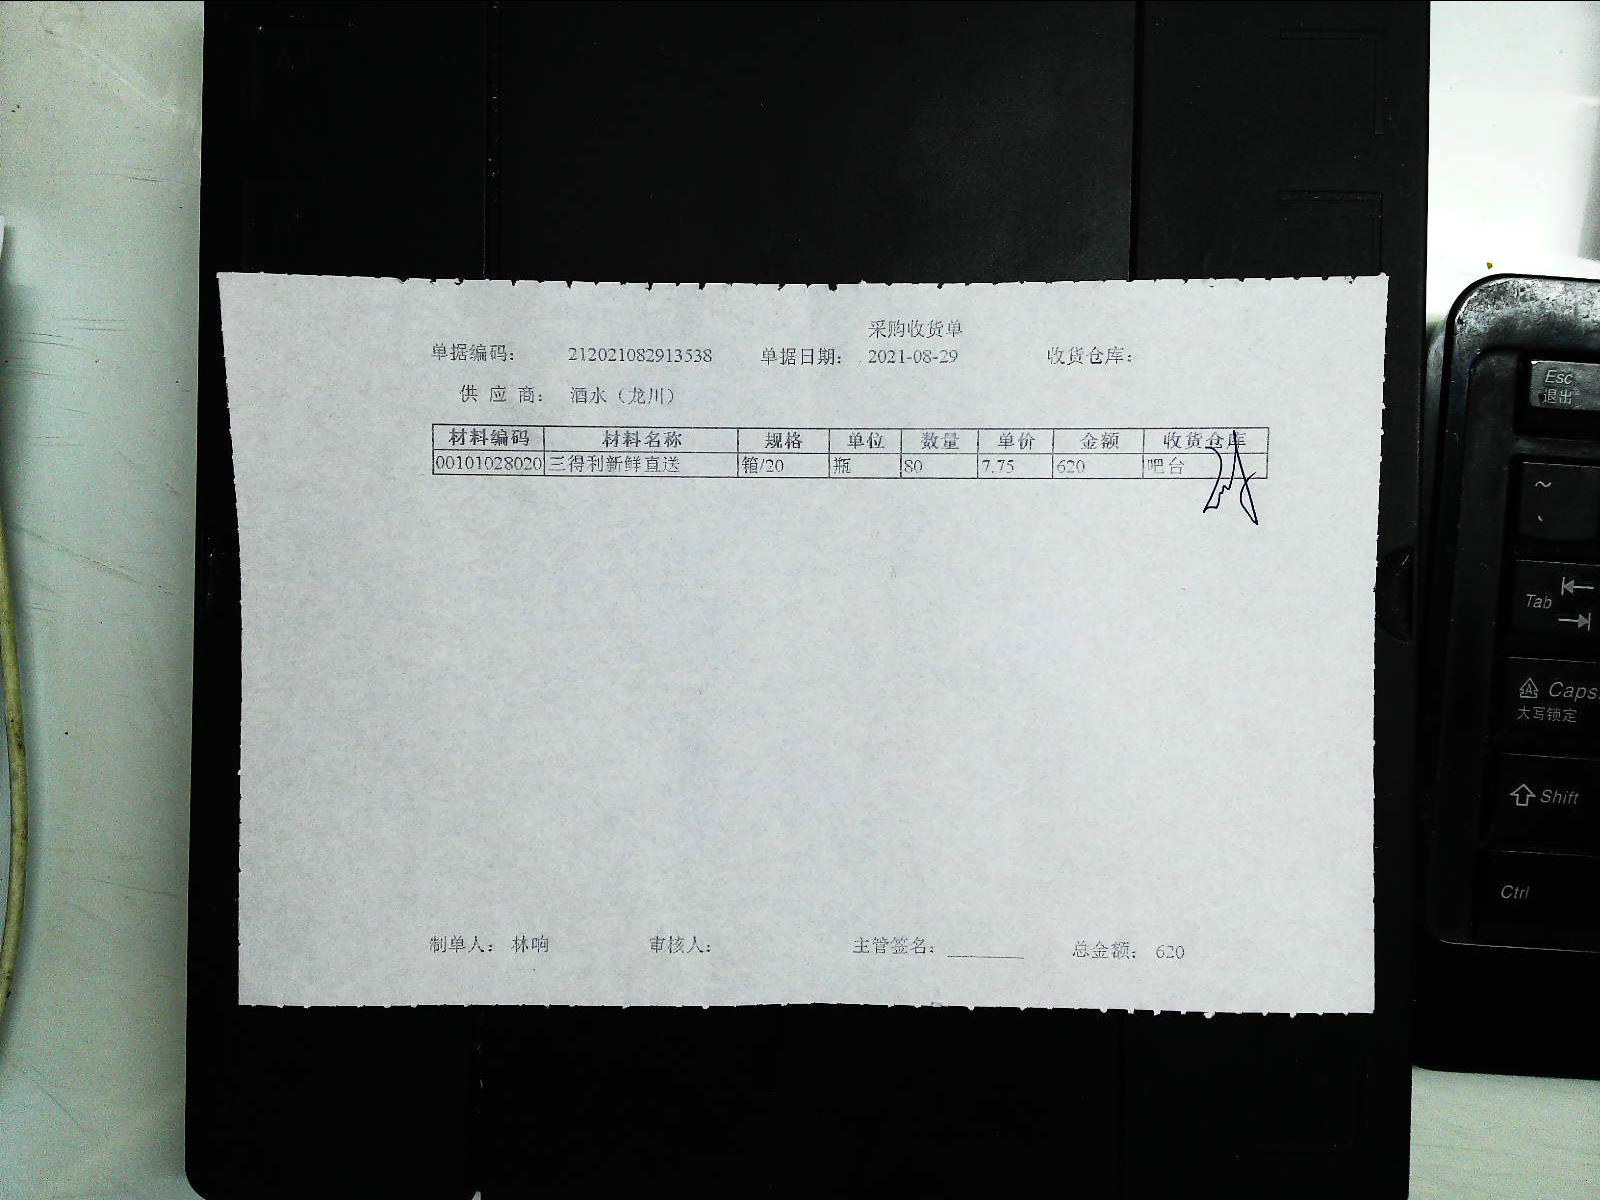 采购收货单
单据编码： 212021082913538 单据日期： 2021-08-29 收货仓库：
供 应 商： 酒水（龙川）
材料编码 材料名称 规格 单位 数量 单价 金额 收货仓库
00101028020 三得利新鲜直送 箱/20 瓶 80 7.75 620 吧台
制单人： 林响 审核人： 主管签名： ________ 总金额： 620
Esc
退出
~
、
Tab
Caps
大写锁定
Shift
Ctrl